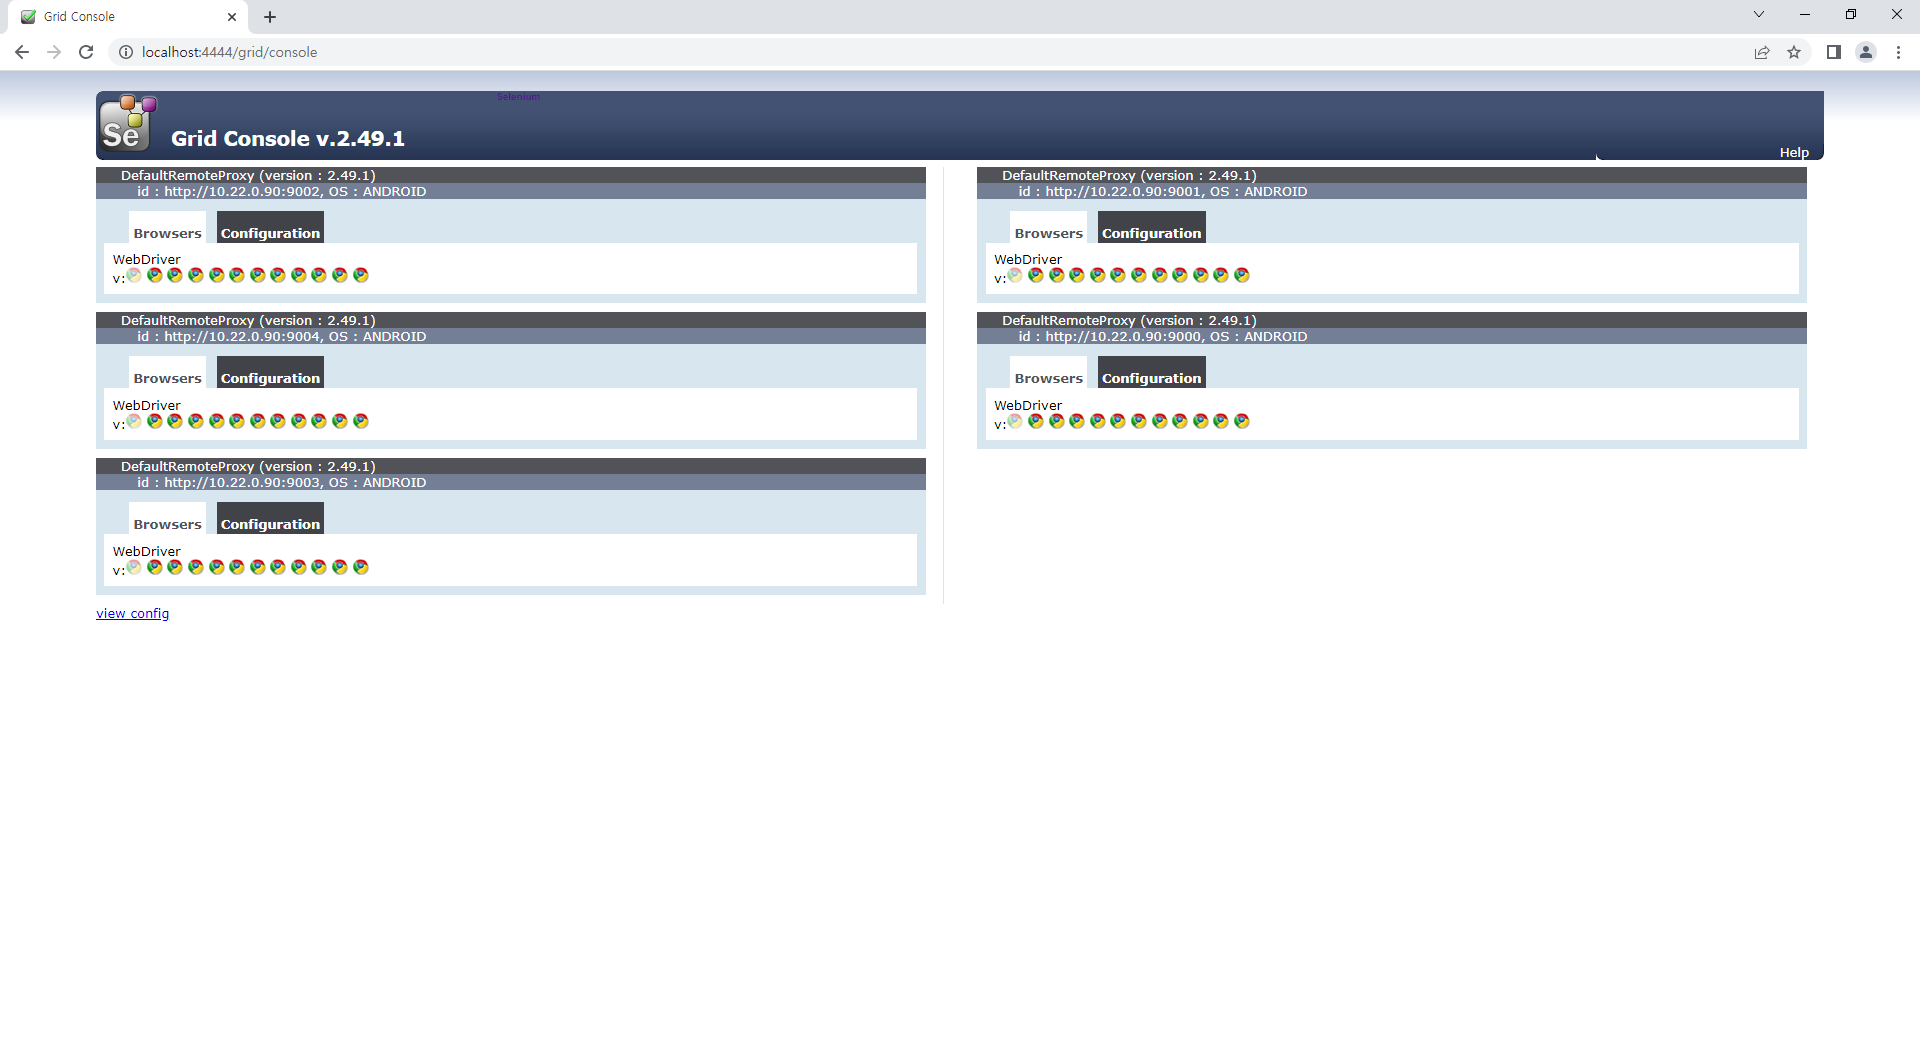 Grid Console
localhost:4444/grid/console
Selenium
Se
Grid Console v.2.49.1
Help
DefaultRemoteProxy (version : 2.49.1)
id : http://10.22.0.90:9002, OS : ANDROID
Browsers Configuration
WebDriver
v:
DefaultRemoteProxy (version : 2.49.1)
id : http://10.22.0.90:9004, OS : ANDROID
Browsers Configuration
WebDriver
v:
DefaultRemoteProxy (version : 2.49.1)
id : http://10.22.0.90:9003, OS : ANDROID
Browsers Configuration
WebDriver
v:
view config
DefaultRemoteProxy (version : 2.49.1)
id : http://10.22.0.90:9001, OS : ANDROID
Browsers Configuration
WebDriver
v:
DefaultRemoteProxy (version : 2.49.1)
id : http://10.22.0.90:9000, OS : ANDROID
Browsers Configuration
WebDriver
v: